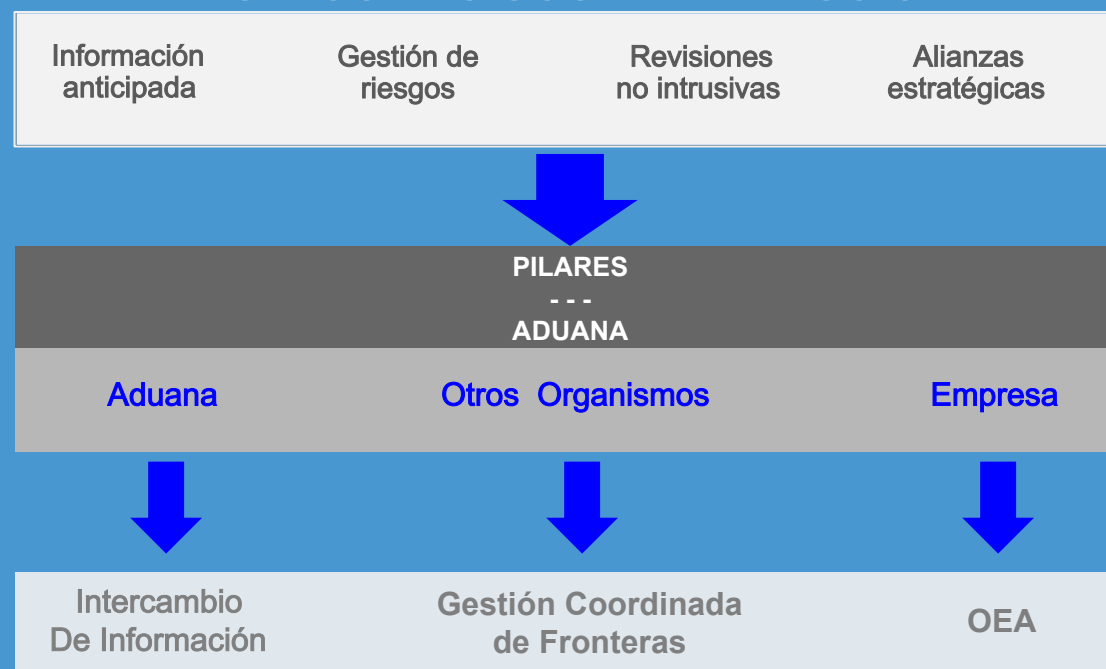 Información
anticipada
Gestión de
riesgos
Revisiones
no intrusivas
Alianzas
estratégicas
PILARES
- - -
ADUANA
Aduana
Otros Organismos
Empresa
Intercambio
De Información
Gestión Coordinada
de Fronteras
OEA